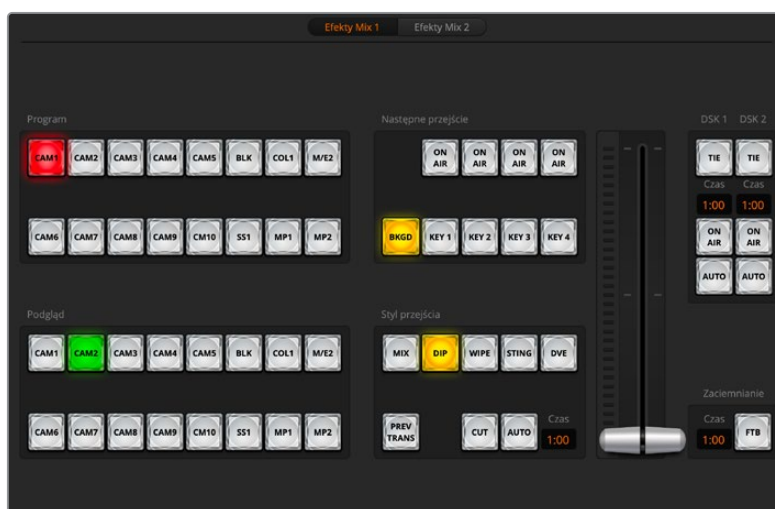 Efekty Mix 1 Efekty Mix 2
Program
CAM1 CAM2 CAM3 CAM4 CAM5 BLK COL1 M/E2
CAM6 CAM7 CAM8 CAM9 CM10 SS1 MP1 MP2
Następne przejście
ON AIR ON AIR ON AIR ON AIR
BKGD KEY 1 KEY 2 KEY 3 KEY 4
DSK 1 DSK 2
TIE TIE
Czas Czas
1:00 1:00
ON AIR ON AIR
AUTO AUTO
Podgląd
CAM1 CAM2 CAM3 CAM4 CAM5 BLK COL1 M/E2
CAM6 CAM7 CAM8 CAM9 CM10 SS1 MP1 MP2
Styl przejścia
MIX DIP WIPE STING DVE
PREV TRANS CUT AUTO Czas 1:00
Zaciemnianie
Czas
1:00 FTB